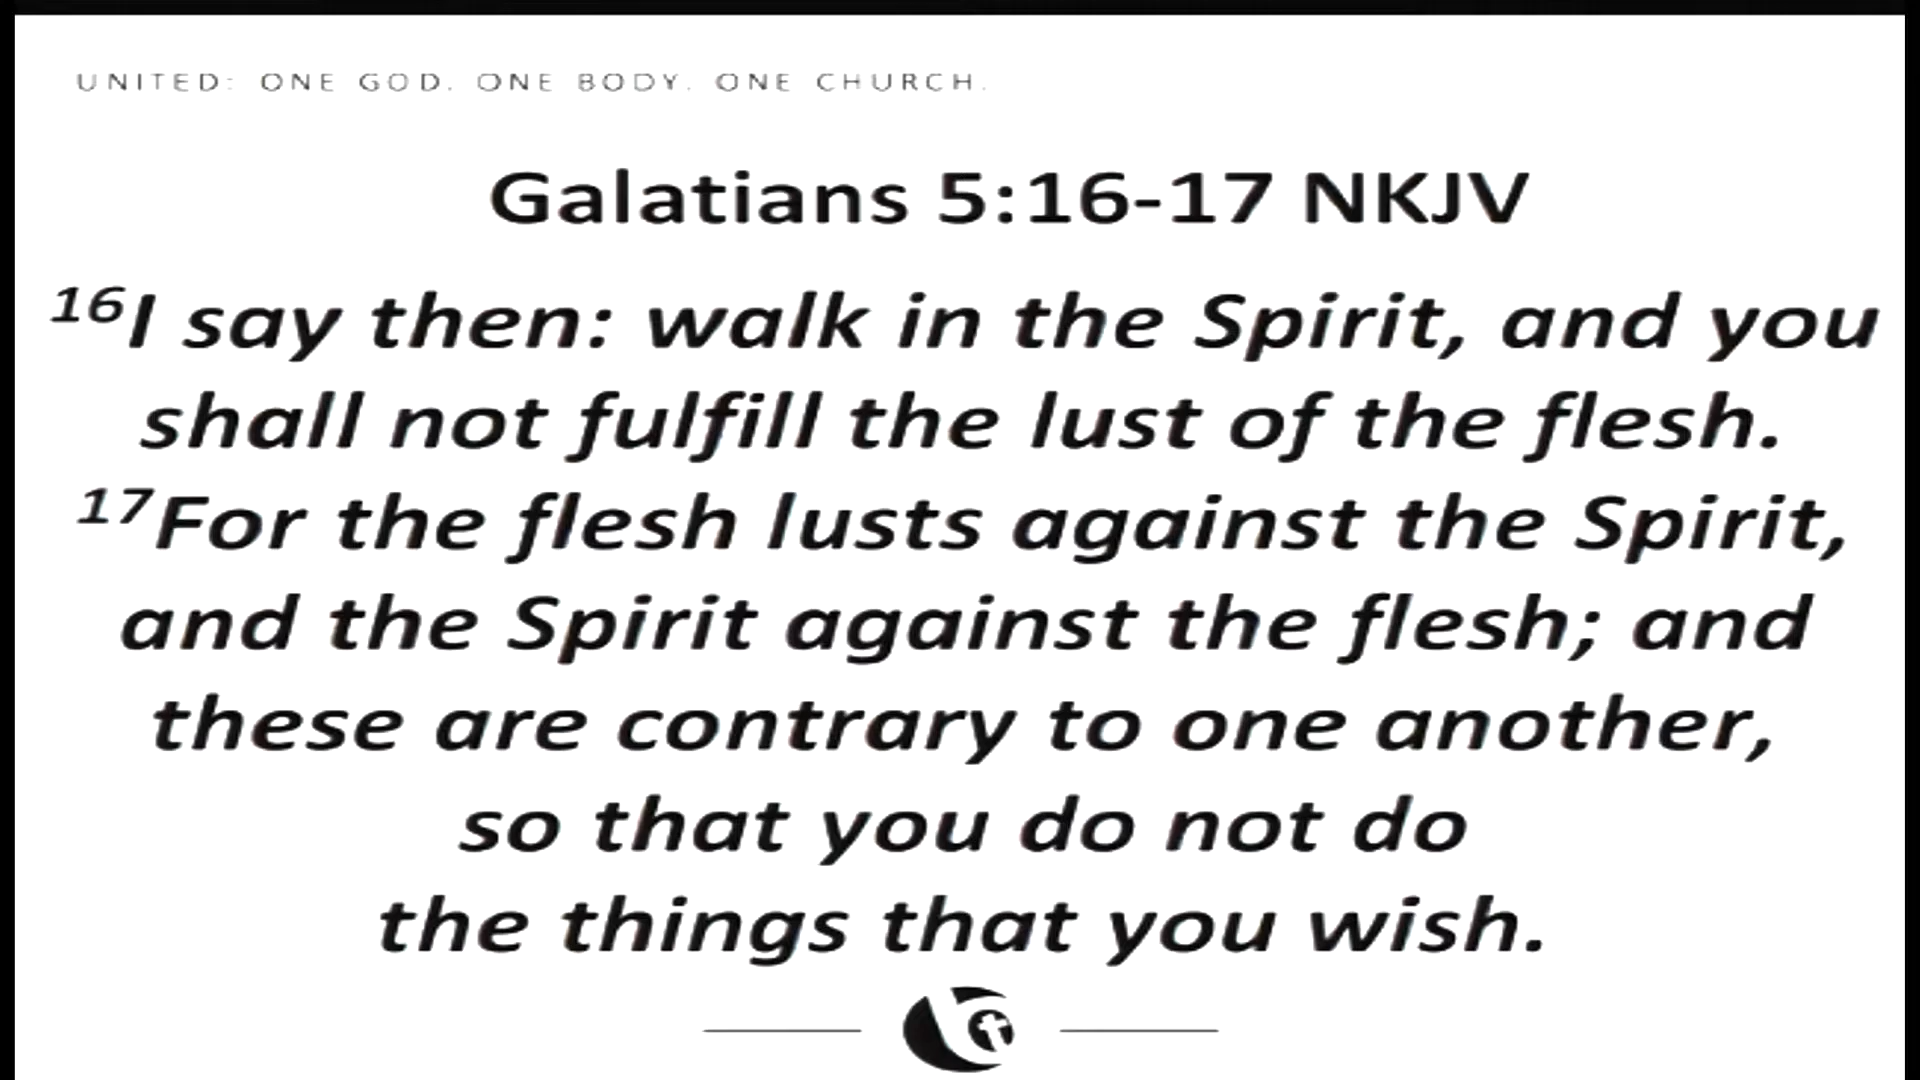 UNITED: ONE GOD. ONE BODY. ONE CHURCH.
Galatians 5:16-17 NKJV
16I say then: walk in the Spirit, and you
shall not fulfill the lust of the flesh.
17For the flesh lusts against the Spirit,
and the Spirit against the flesh; and
these are contrary to one another,
so that you do not do
the things that you wish.